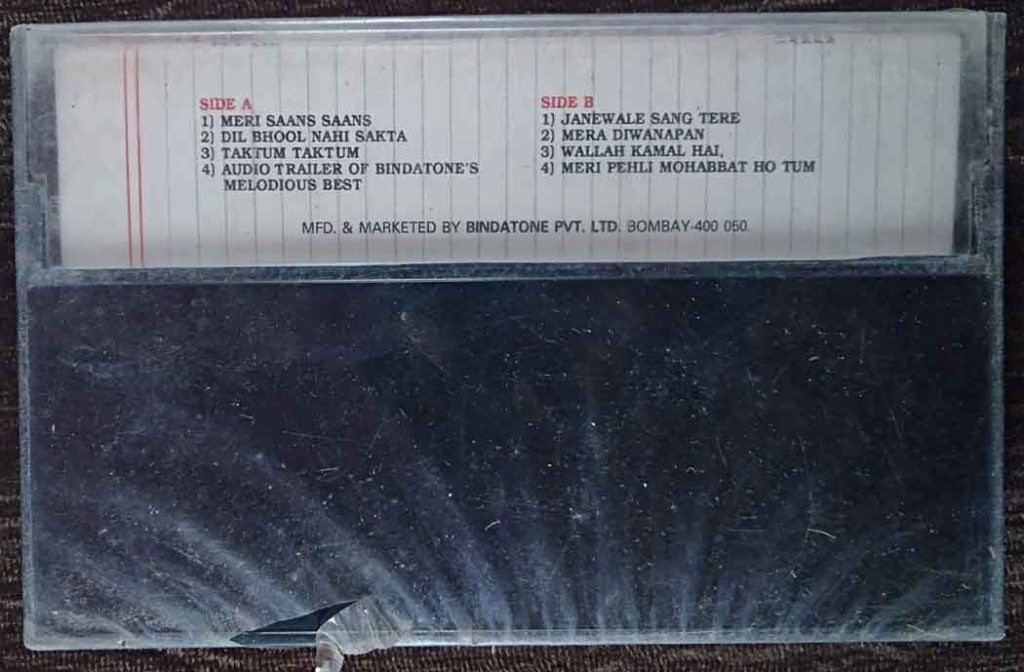 SIDE A
1) MERI SAANS SAANS
2) DIL BHOOL NAHI SAKTA
3) TAKTUM TAKTUM
4) AUDIO TRAILER OF BINDATONE'S
MELODIOUS BEST
SIDE B
1) JANEWALE SANG TERE
2) MERA DIWANAPAN
3) WALLAH KAMAL HAI,
4) MERI PEHLI MOHABBAT HO TUM
MFD. & MARKETED BY BINDATONE PVT. LTD. BOMBAY-400 050.